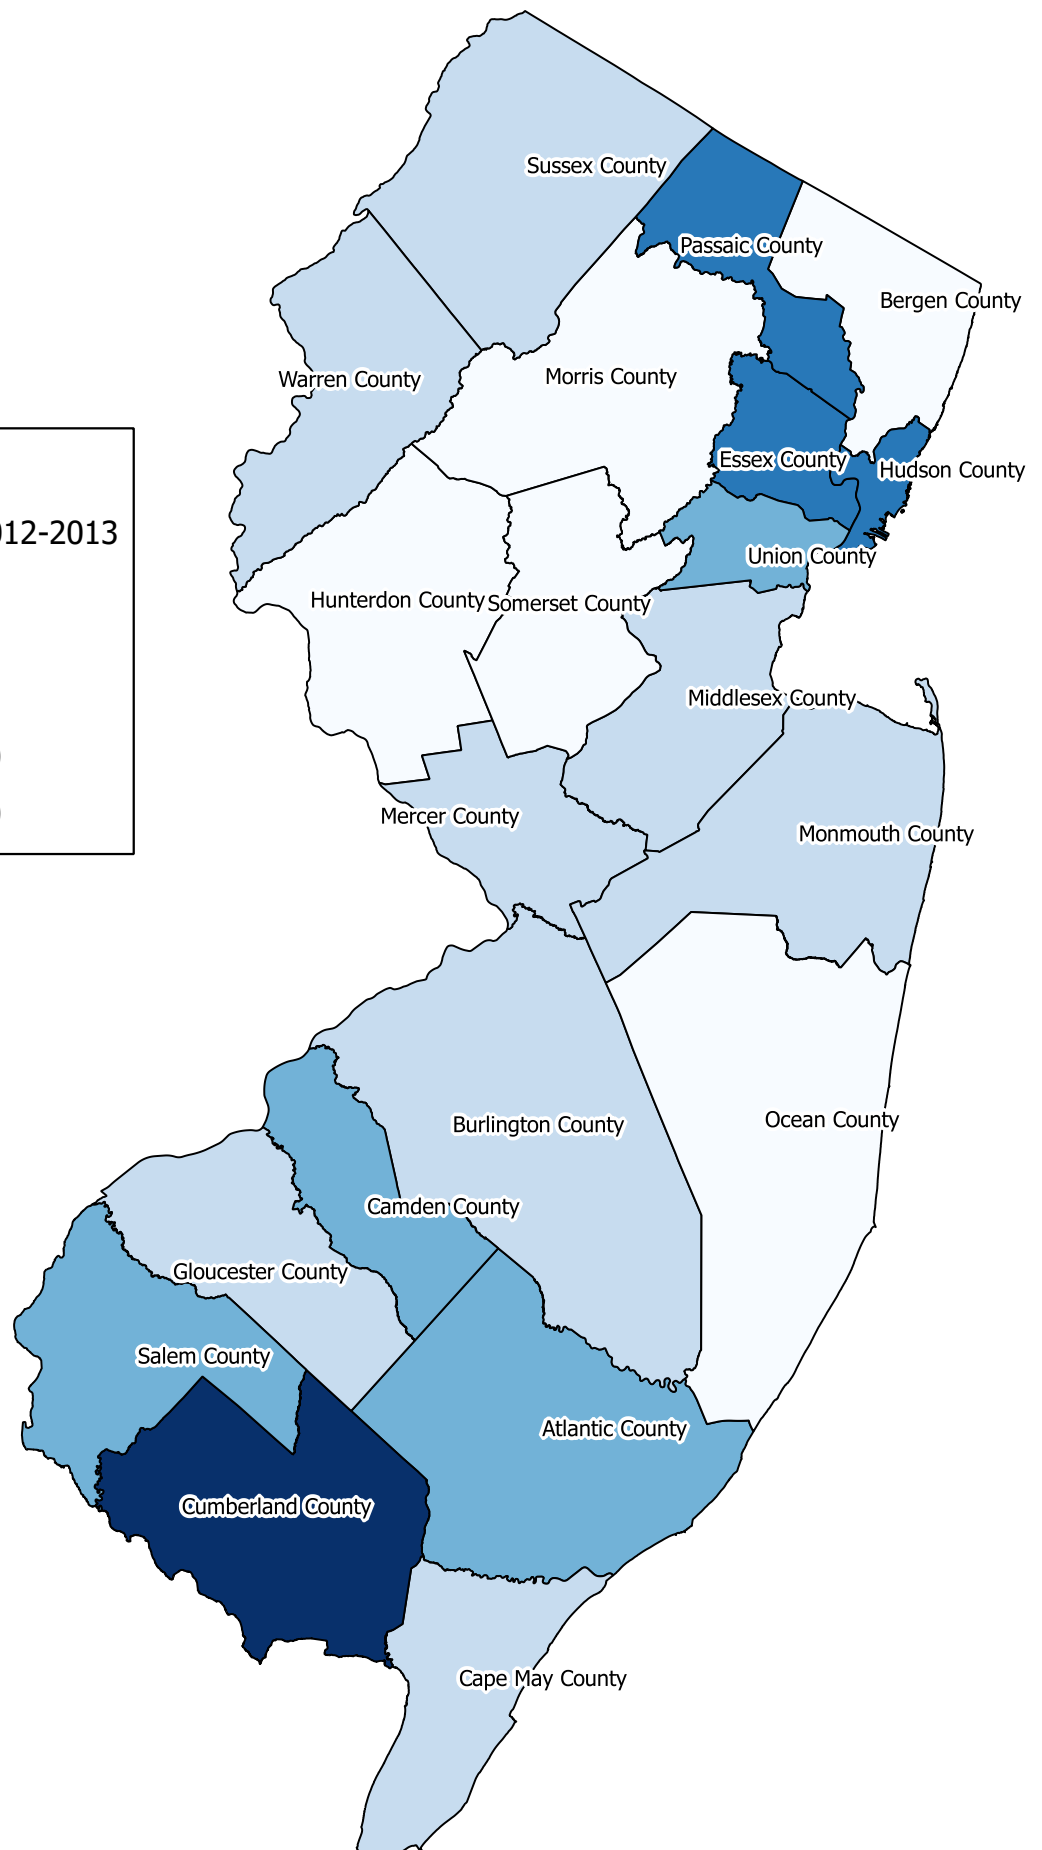 Sussex County
Passaic County
Bergen County
Warren County
Morris County
Essex County
Hudson County
012-2013
Union County
Hunterdon County
Somerset County
Middlesex County
Mercer County
Monmouth County
)
)
Burlington County
Ocean County
Camden County
Gloucester County
Salem County
Atlantic County
Cumberland County
Cape May County